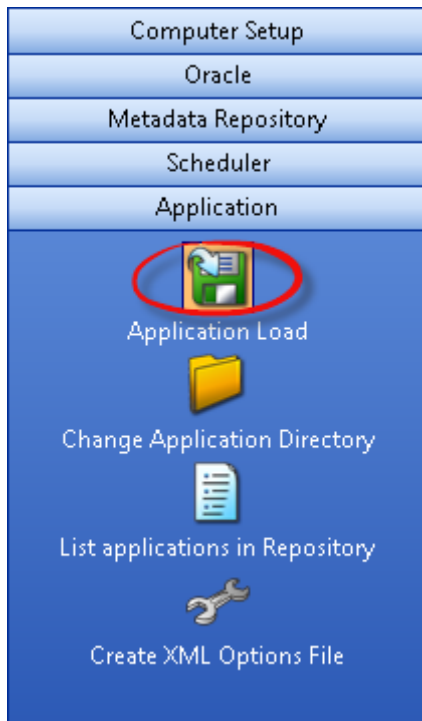 Computer Setup
Oracle
Metadata Repository
Scheduler
Application
Application Load
Change Application Directory
List applications in Repository
Create XML Options File